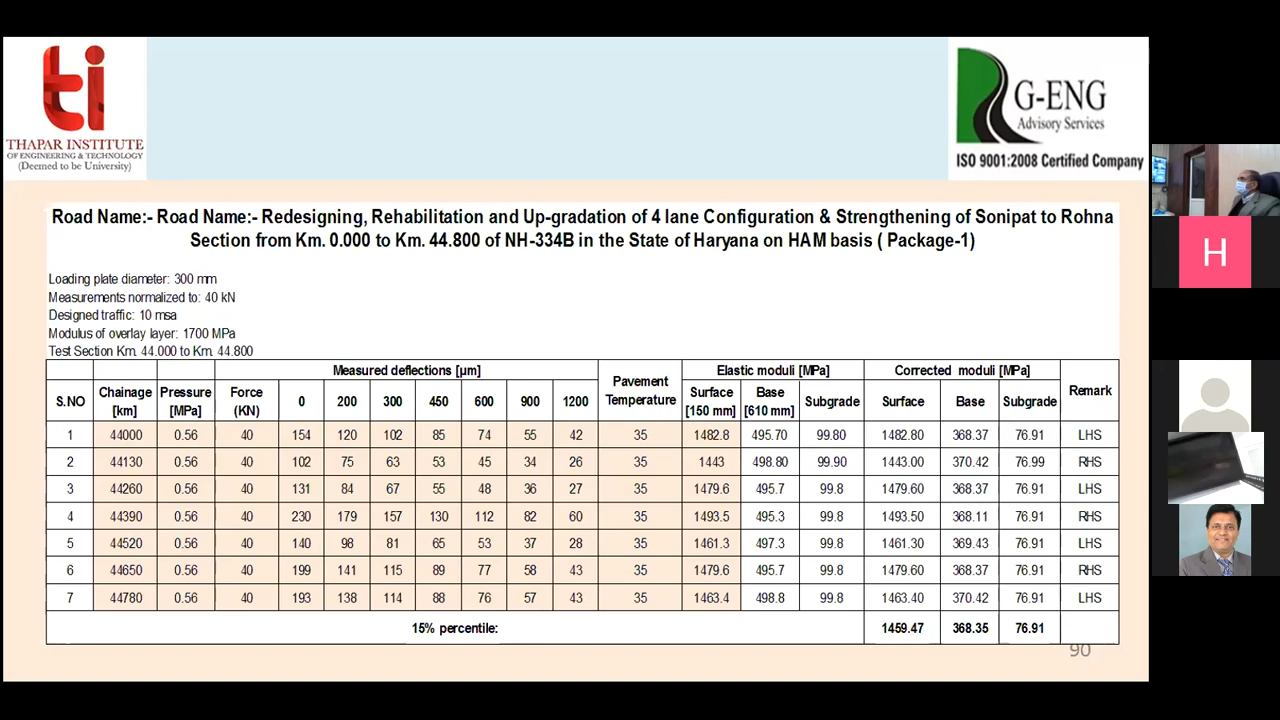 ti
THAPAR INSTITUTE
OF ENGINEERING & TECHNOLOGY
(Deemed to be University)
G-ENG
Advisory Services
ISO 9001:2008 Certified Company
Road Name:- Road Name:- Redesigning, Rehabilitation and Up-gradation of 4 lane Configuration & Strengthening of Sonipat to Rohna
Section from Km. 0.000 to Km. 44.800 of NH-334B in the State of Haryana on HAM basis ( Package-1)
Loading plate diameter: 300 mm
Measurements normalized to: 40 kN
Designed traffic: 10 msa
Modulus of overlay layer: 1700 MPa
Test Section Km. 44.000 to Km. 44.800
Measured deflections [µm] Pavement Temperature Elastic moduli [MPa] Corrected moduli [MPa] Remark
S.NO Chainage [km] Pressure [MPa] Force (KN) 0 200 300 450 600 900 1200 Surface [150 mm] Base [610 mm] Subgrade Surface Base Subgrade
1 44000 0.56 40 154 120 102 85 74 55 42 35 1482.8 495.70 99.80 1482.80 368.37 76.91 LHS
2 44130 0.56 40 102 75 63 53 45 34 26 35 1443 498.80 99.90 1443.00 370.42 76.99 RHS
3 44260 0.56 40 131 84 67 55 48 36 27 35 1479.6 495.7 99.8 1479.60 368.37 76.91 LHS
4 44390 0.56 40 230 179 157 130 112 82 60 35 1493.5 495.3 99.8 1493.50 368.11 76.91 RHS
5 44520 0.56 40 140 98 81 65 53 37 28 35 1461.3 497.3 99.8 1461.30 369.43 76.91 LHS
6 44650 0.56 40 199 141 115 89 77 58 43 35 1479.6 495.7 99.8 1479.60 368.37 76.91 RHS
7 44780 0.56 40 193 138 114 88 76 57 43 35 1463.4 498.8 99.8 1463.40 370.42 76.91 LHS
15% percentile: 1459.47 368.35 76.91
90
H